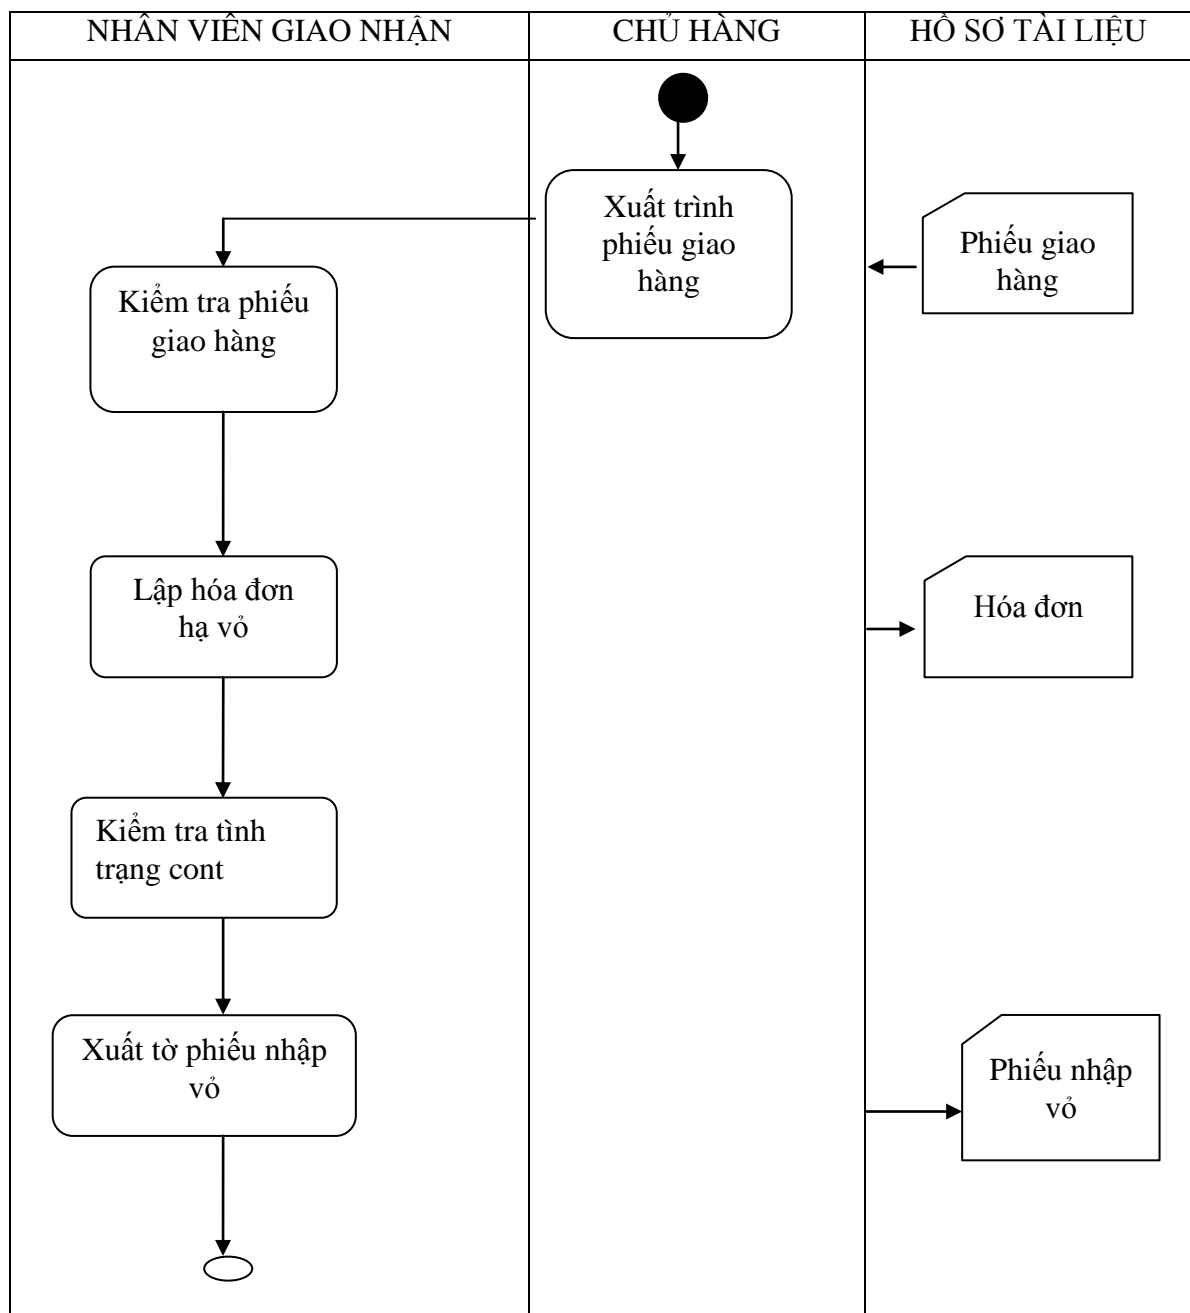 NHÂN VIÊN GIAO NHẬN
CHỦ HÀNG
HỒ SƠ TÀI LIỆU
Xuất trình
phiếu giao
hàng
Phiếu giao
hàng
Kiểm tra phiếu
giao hàng
Lập hóa đơn
hạ vỏ
Hóa đơn
Kiểm tra tình
trạng cont
Xuất tờ phiếu nhập
vỏ
Phiếu nhập
vỏ